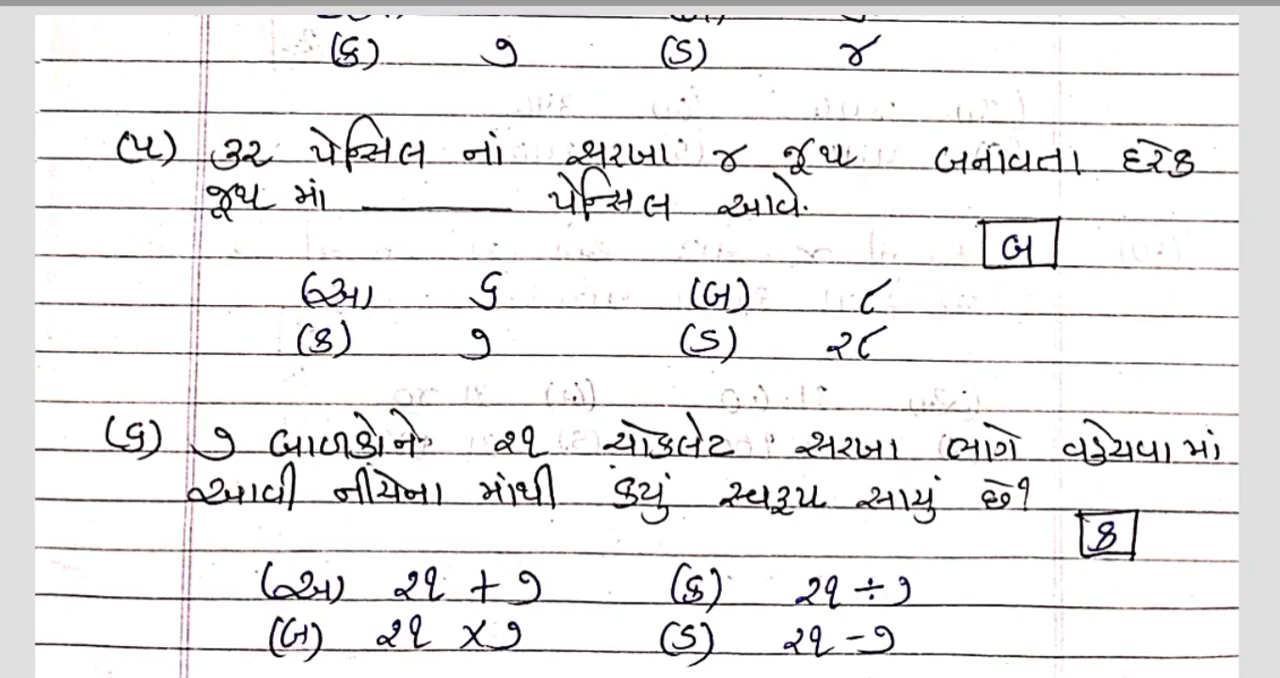 (ક) ૭ (ડ) ૪
(૫) ૩૨ પેન્સિલ નાં સરખાં ૪ જૂથ બનાવતા દરેક
જૂથ માં ______ પેન્સિલ આવે.
બ
(અ) ૬ (બ) ૮
(ક) ૭ (ડ) ૨૮
(૬) ૭ બાળકોને ૨૧ ચોકલેટ સરખા ભાગે વહેચવામાં
આવી નીચેના માંથી કયું સ્વરૂપ સાચું છે?
ક
(અ) ૨૧ + ૭ (ક) ૨૧ ÷ ૭
(બ) ૨૧ × ૭ (ડ) ૨૧ - ૭